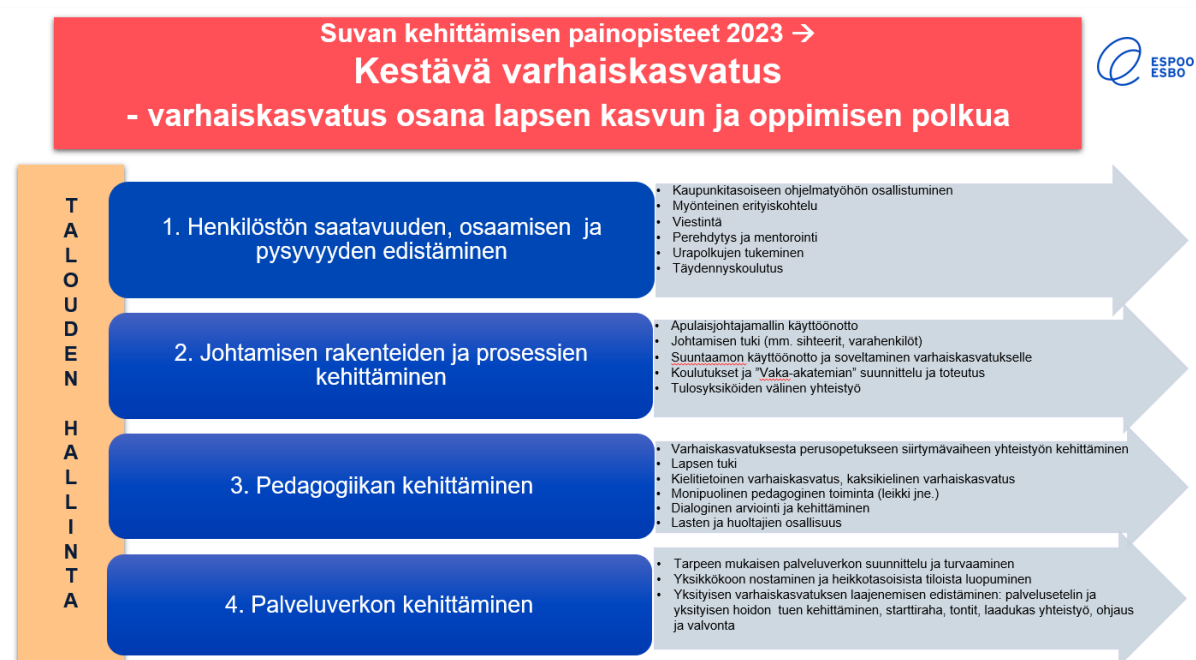 Suvan kehittämisen painopisteet 2023 →
Kestävä varhaiskasvatus
- varhaiskasvatus osana lapsen kasvun ja oppimisen polkua
ESPOO
ESBO
TALOUDEN HALLINTA
1. Henkilöstön saatavuuden, osaamisen ja
pysyvyyden edistäminen
• Kaupunkitasoiseen ohjelmatyöhön osallistuminen
• Myönteinen erityiskohtelu
• Viestintä
• Perehdytys ja mentorointi
• Urapolkujen tukeminen
• Täydennyskoulutus
2. Johtamisen rakenteiden ja prosessien
kehittäminen
• Apulaisjohtajamallin käyttöönotto
• Johtamisen tuki (mm. sihteerit, varahenkilöt)
• Suuntaamon käyttöönotto ja soveltaminen varhaiskasvatukselle
• Koulutukset ja ”Vaka-akatemian” suunnittelu ja toteutus
• Tulosyksiköiden välinen yhteistyö
3. Pedagogiikan kehittäminen
• Varhaiskasvatuksesta perusopetukseen siirtymävaiheen yhteistyön kehittäminen
• Lapsen tuki
• Kielitietoinen varhaiskasvatus, kaksikielinen varhaiskasvatus
• Monipuolinen pedagoginen toiminta (leikki jne.)
• Dialoginen arviointi ja kehittäminen
• Lasten ja huoltajien osallisuus
4. Palveluverkon kehittäminen
• Tarpeen mukaisen palveluverkon suunnittelu ja turvaaminen
• Yksikkökoon nostaminen ja heikkotasoisista tiloista luopuminen
• Yksityisen varhaiskasvatuksen laajenemisen edistäminen: palvelusetelin ja
yksityisen hoidon tuen kehittäminen, starttiraha, tontit, laadukas yhteistyö, ohjaus
ja valvonta